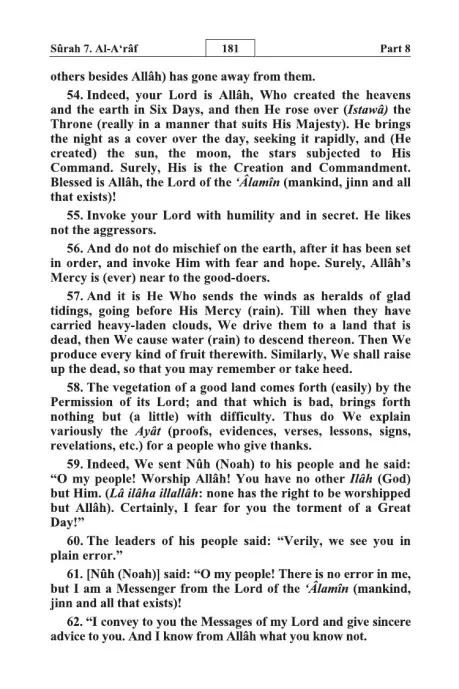 Sûrah 7. Al-A‘râf 181 Part 8
others besides Allâh) has gone away from them.
54. Indeed, your Lord is Allâh, Who created the heavens
and the earth in Six Days, and then He rose over (Istawâ) the
Throne (really in a manner that suits His Majesty). He brings
the night as a cover over the day, seeking it rapidly, and (He
created) the sun, the moon, the stars subjected to His
Command. Surely, His is the Creation and Commandment.
Blessed is Allâh, the Lord of the ‘Âlamîn (mankind, jinn and all
that exists)!
55. Invoke your Lord with humility and in secret. He likes
not the aggressors.
56. And do not do mischief on the earth, after it has been set
in order, and invoke Him with fear and hope. Surely, Allâh’s
Mercy is (ever) near to the good-doers.
57. And it is He Who sends the winds as heralds of glad
tidings, going before His Mercy (rain). Till when they have
carried heavy-laden clouds, We drive them to a land that is
dead, then We cause water (rain) to descend thereon. Then We
produce every kind of fruit therewith. Similarly, We shall raise
up the dead, so that you may remember or take heed.
58. The vegetation of a good land comes forth (easily) by the
Permission of its Lord; and that which is bad, brings forth
nothing but (a little) with difficulty. Thus do We explain
variously the Ayât (proofs, evidences, verses, lessons, signs,
revelations, etc.) for a people who give thanks.
59. Indeed, We sent Nûh (Noah) to his people and he said:
“O my people! Worship Allâh! You have no other Ilâh (God)
but Him. (Lâ ilâha illallâh: none has the right to be worshipped
but Allâh). Certainly, I fear for you the torment of a Great
Day!”
60. The leaders of his people said: “Verily, we see you in
plain error.”
61. [Nûh (Noah)] said: “O my people! There is no error in me,
but I am a Messenger from the Lord of the ‘Âlamîn (mankind,
jinn and all that exists)!
62. “I convey to you the Messages of my Lord and give sincere
advice to you. And I know from Allâh what you know not.